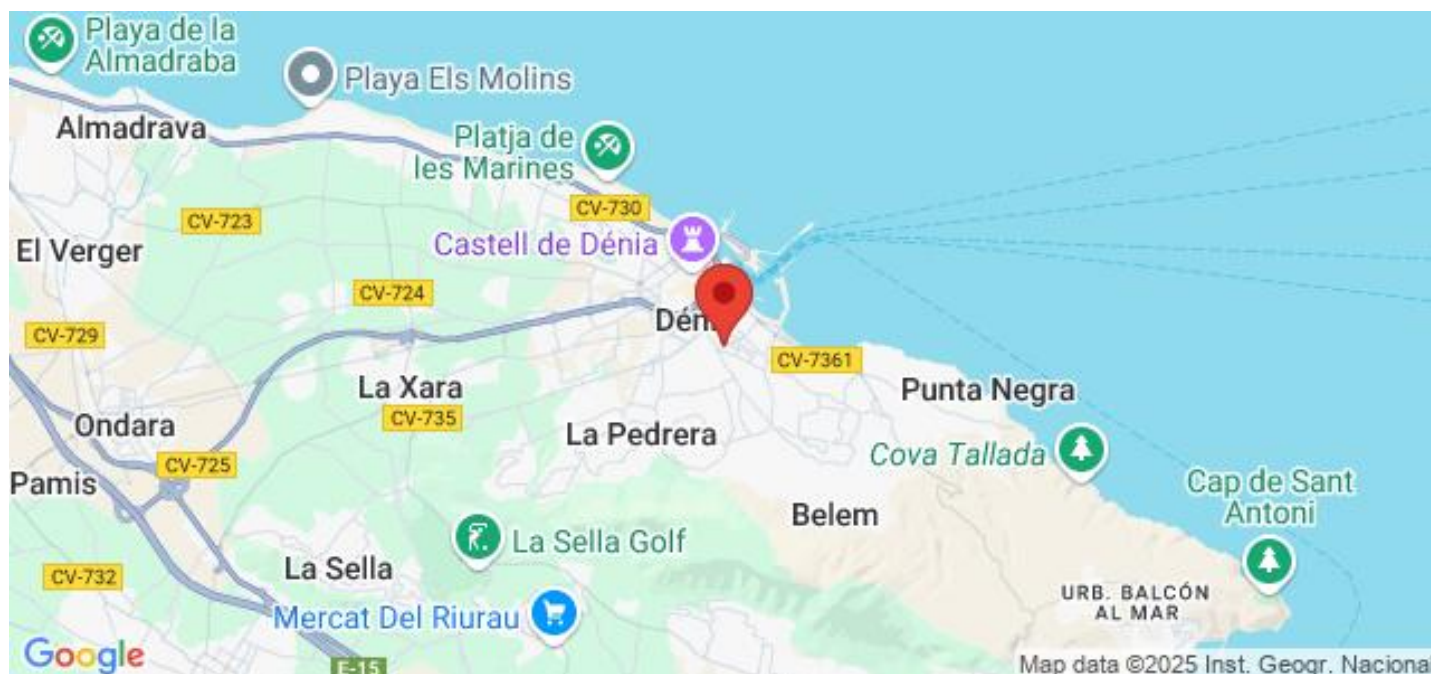 Playa de la
Almadraba
Playa Els Molins
Almadrava
Platja de
les Marines
CV-723
CV-730
El Verger
Castell de Dénia
CV-724
CV-729
CV-7361
La Xara
Punta Negra
CV-735
Ondara
La Pedrera
Cova Tallada
CV-725
Pamis
Cap de Sant
Antoni
Belem
La Sella Golf
La Sella
CV-732
URB. BALCÓN
AL MAR
Mercat Del Riurau
Google
E-15
Map data ©2025 Inst. Geogr. Nacional